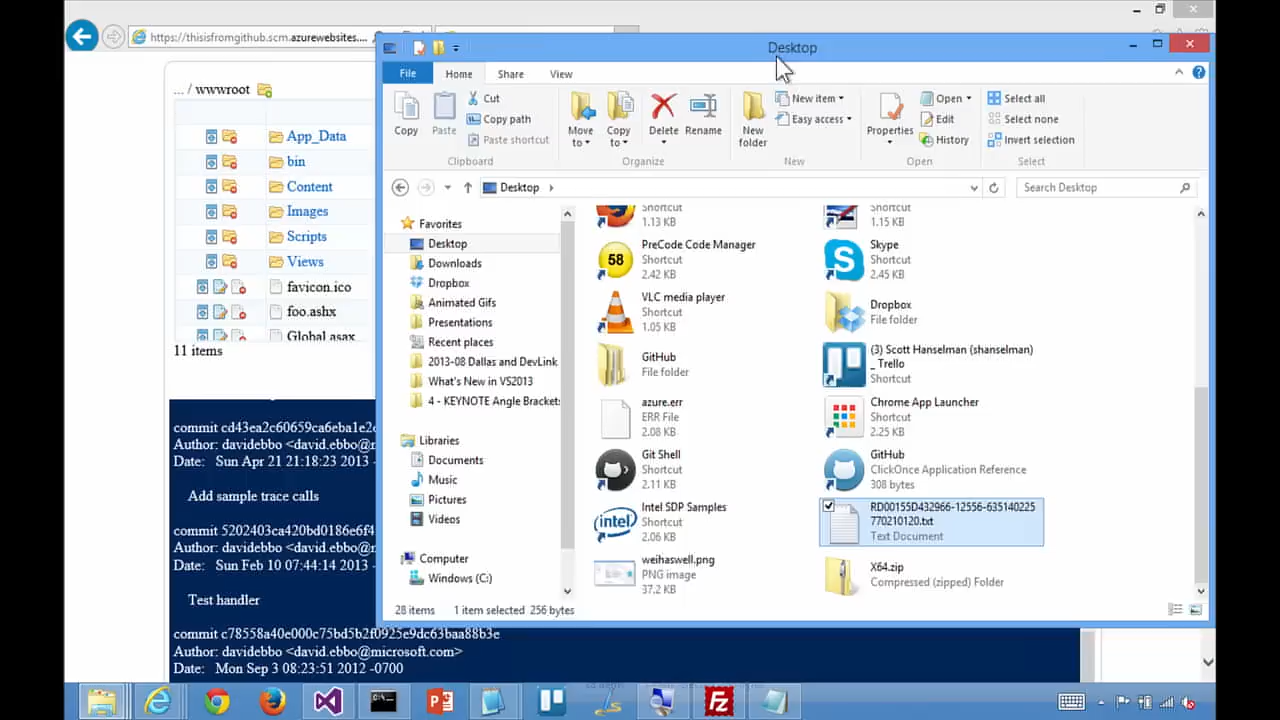 https://thisisfromgithub.scm.azurewebsites....
... / wwwroot
App_Data
bin
Content
Images
Scripts
Views
favicon.ico
foo.ashx
Global.asax
11 items
commit cd43ea2c60659ca6eba1e2c
Author: davidebbo <david.ebbo@m
Date: Sun Apr 21 21:18:23 2013 -
Add sample trace calls
commit 5202403ca420bd0186e6f4
Author: davidebbo <david.ebbo@m
Date: Sun Feb 10 07:44:14 2013 -
Test handler
commit c78558a40e000c75bd5b2f0925e9dc63baa88b3e
Author: davidebbo <david.ebbo@microsoft.com>
Date: Mon Sep 3 08:23:51 2012 -0700
Desktop
File Home Share View
Copy
Paste
Cut
Copy path
Paste shortcut
Clipboard
Move to
Copy to
Delete
Rename
Organize
New folder
New item
Easy access
New
Properties
Open
Edit
History
Open
Select all
Select none
Invert selection
Select
Desktop
Search Desktop
Favorites
Desktop
Downloads
Dropbox
Animated Gifs
Presentations
Recent places
2013-08 Dallas and DevLink
What's New in VS2013
4 - KEYNOTE Angle Brackets
Libraries
Documents
Music
Pictures
Videos
Computer
Windows (C:)
Shortcut
1.13 KB
Shortcut
1.15 KB
58
PreCode Code Manager
Shortcut
2.42 KB
Skype
Shortcut
2.45 KB
VLC media player
Shortcut
1.05 KB
Dropbox
File folder
GitHub
File folder
(3) Scott Hanselman (shanselman)
_ Trello
Shortcut
azure.err
ERR File
2.08 KB
Chrome App Launcher
Shortcut
2.25 KB
Git Shell
Shortcut
2.11 KB
GitHub
ClickOnce Application Reference
308 bytes
intel
Intel SDP Samples
Shortcut
2.06 KB
RD00155D432966-12556-635140225
770210120.txt
Text Document
weihaswell.png
PNG image
37.2 KB
X64.zip
Compressed (zipped) Folder
28 items 1 item selected 256 bytes